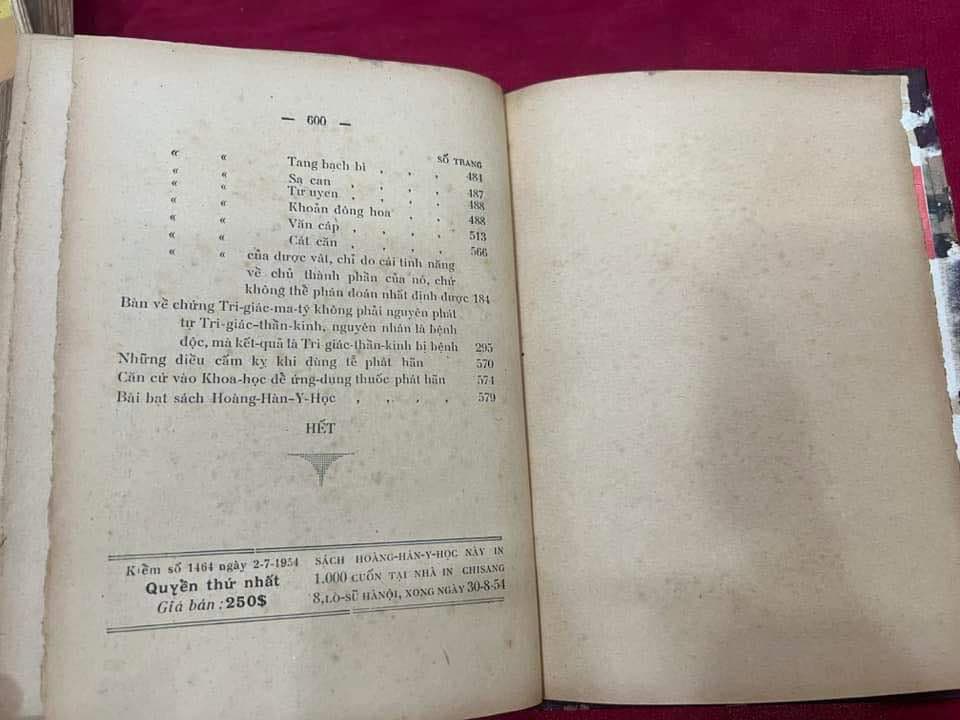 — 600 —
SỐ TRANG
« « Tang bạch bì , , , 484
« « Sạ can , , , , 487
« « Tư uyển , , , , 488
« « Khoản đông hoa , , 488
« « Văn cáp , , , , 513
« « Cát căn , , , , 566
« « của dược vật, chỉ do cái tính năng
về chủ thành phần của nó, chứ
không thể phán đoán nhất định được 184
Bàn về chứng Tri-giác-ma-tý không phải nguyên phát
tự Tri-giác-thần-kinh, nguyên nhân là bệnh
độc, mà kết-quả là Tri giác-thần-kinh bị bệnh 295
Những điều cấm kỵ khi dùng tễ phát hãn 570
Căn cứ vào Khoa-học để ứng-dụng thuốc phát hãn 574
Bài bạt sách Hoàng-Hán-Y-Học , , , , 579
HẾT
Kiểm số 1464 ngày 2-7-1954
Quyển thứ nhất
Giá bán : 250$
SÁCH HOÀNG-HÁN-Y-HỌC NÀY IN
1.000 CUỐN TẠI NHÀ IN CHISANG
8, LÒ-SŨ HÀNỘI, XONG NGÀY 30-8-54